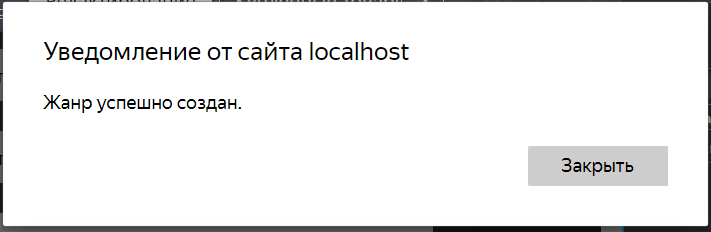 Уведомление от сайта localhost
Жанр успешно создан.
Закрыть